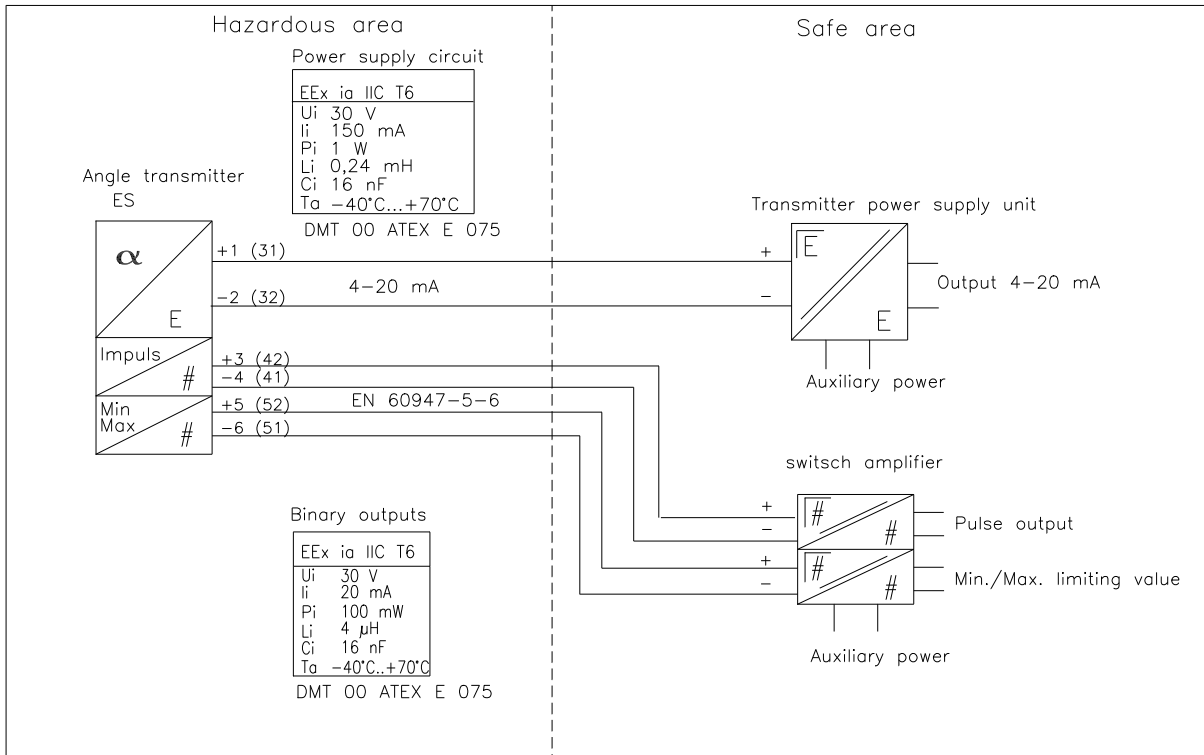 Hazardous area
Safe area
Power supply circuit
EEx ia IIC T6
Ui 30 V
Ii 150 mA
Pi 1 W
Li 0,24 mH
Ci 16 nF
Ta −40°C...+70°C
DMT 00 ATEX E 075
Angle transmitter
ES
α
E
+1 (31)
4−20 mA
−2 (32)
Transmitter power supply unit
+
−
E
E
Output 4−20 mA
Auxiliary power
Impuls
#
+3 (42)
−4 (41)
Min
Max
#
+5 (52)
EN 60947−5−6
−6 (51)
switsch amplifier
+
−
#
#
Pulse output
+
−
#
#
Min./Max. limiting value
Auxiliary power
Binary outputs
EEx ia IIC T6
Ui 30 V
Ii 20 mA
Pi 100 mW
Li 4 µH
Ci 16 nF
Ta −40°C..+70°C
DMT 00 ATEX E 075